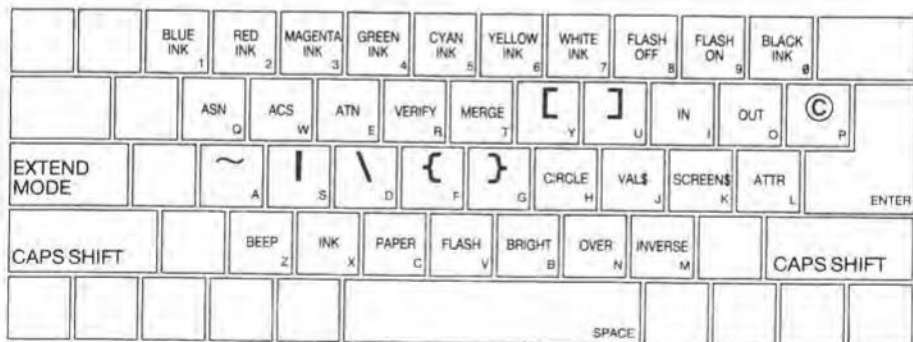 BLUE INK 1 RED INK 2 MAGENTA INK 3 GREEN INK 4 CYAN INK 5 YELLOW INK 6 WHITE INK 7 FLASH OFF 8 FLASH ON 9 BLACK INK 0
ASN Q ACS W ATN E VERIFY R MERGE T [ Y ] U IN I OUT O © P
EXTEND MODE ~ A | S \ D { F } G CIRCLE H VAL$ J SCREEN$ K ATTR L ENTER
CAPS SHIFT BEEP Z INK X PAPER C FLASH V BRIGHT B OVER N INVERSE M CAPS SHIFT
SPACE